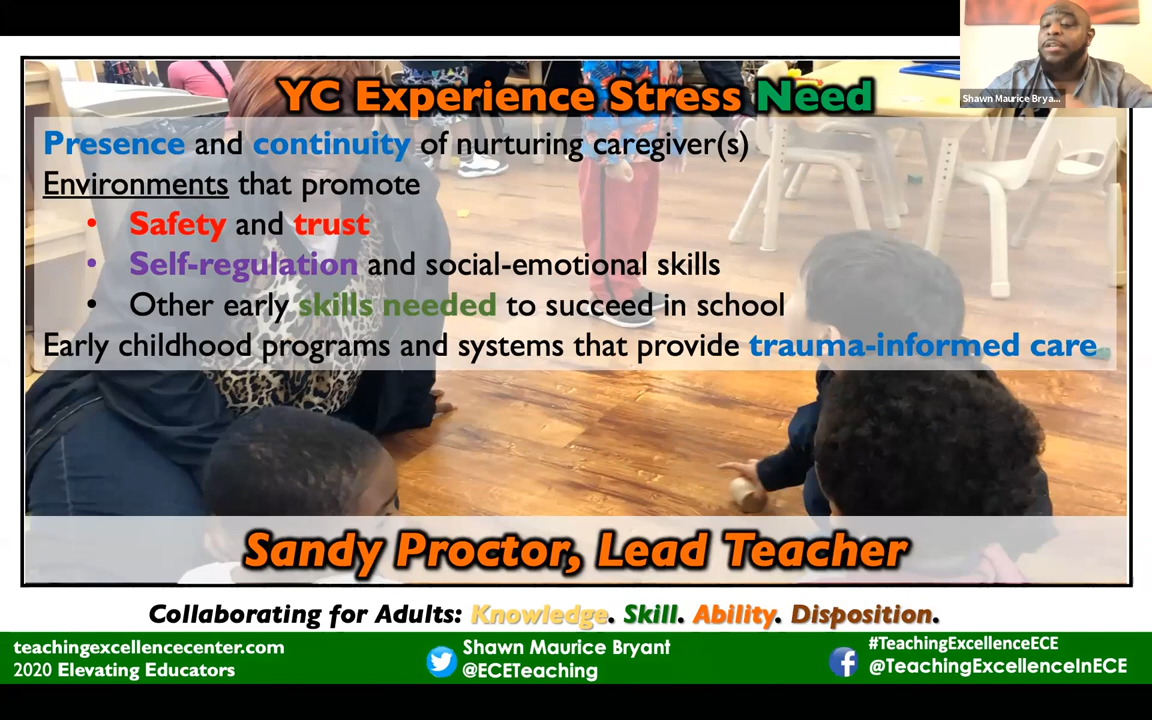 Shawn Maurice Brya...
YC Experience Stress Need
Presence and continuity of nurturing caregiver(s)
Environments that promote
• Safety and trust
• Self-regulation and social-emotional skills
• Other early skills needed to succeed in school
Early childhood programs and systems that provide trauma-informed care
Sandy Proctor, Lead Teacher
Collaborating for Adults: Knowledge. Skill. Ability. Disposition.
teachingexcellencecenter.com
2020 Elevating Educators
Shawn Maurice Bryant
@ECETeaching
#TeachingExcellenceECE
@TeachingExcellenceInECE